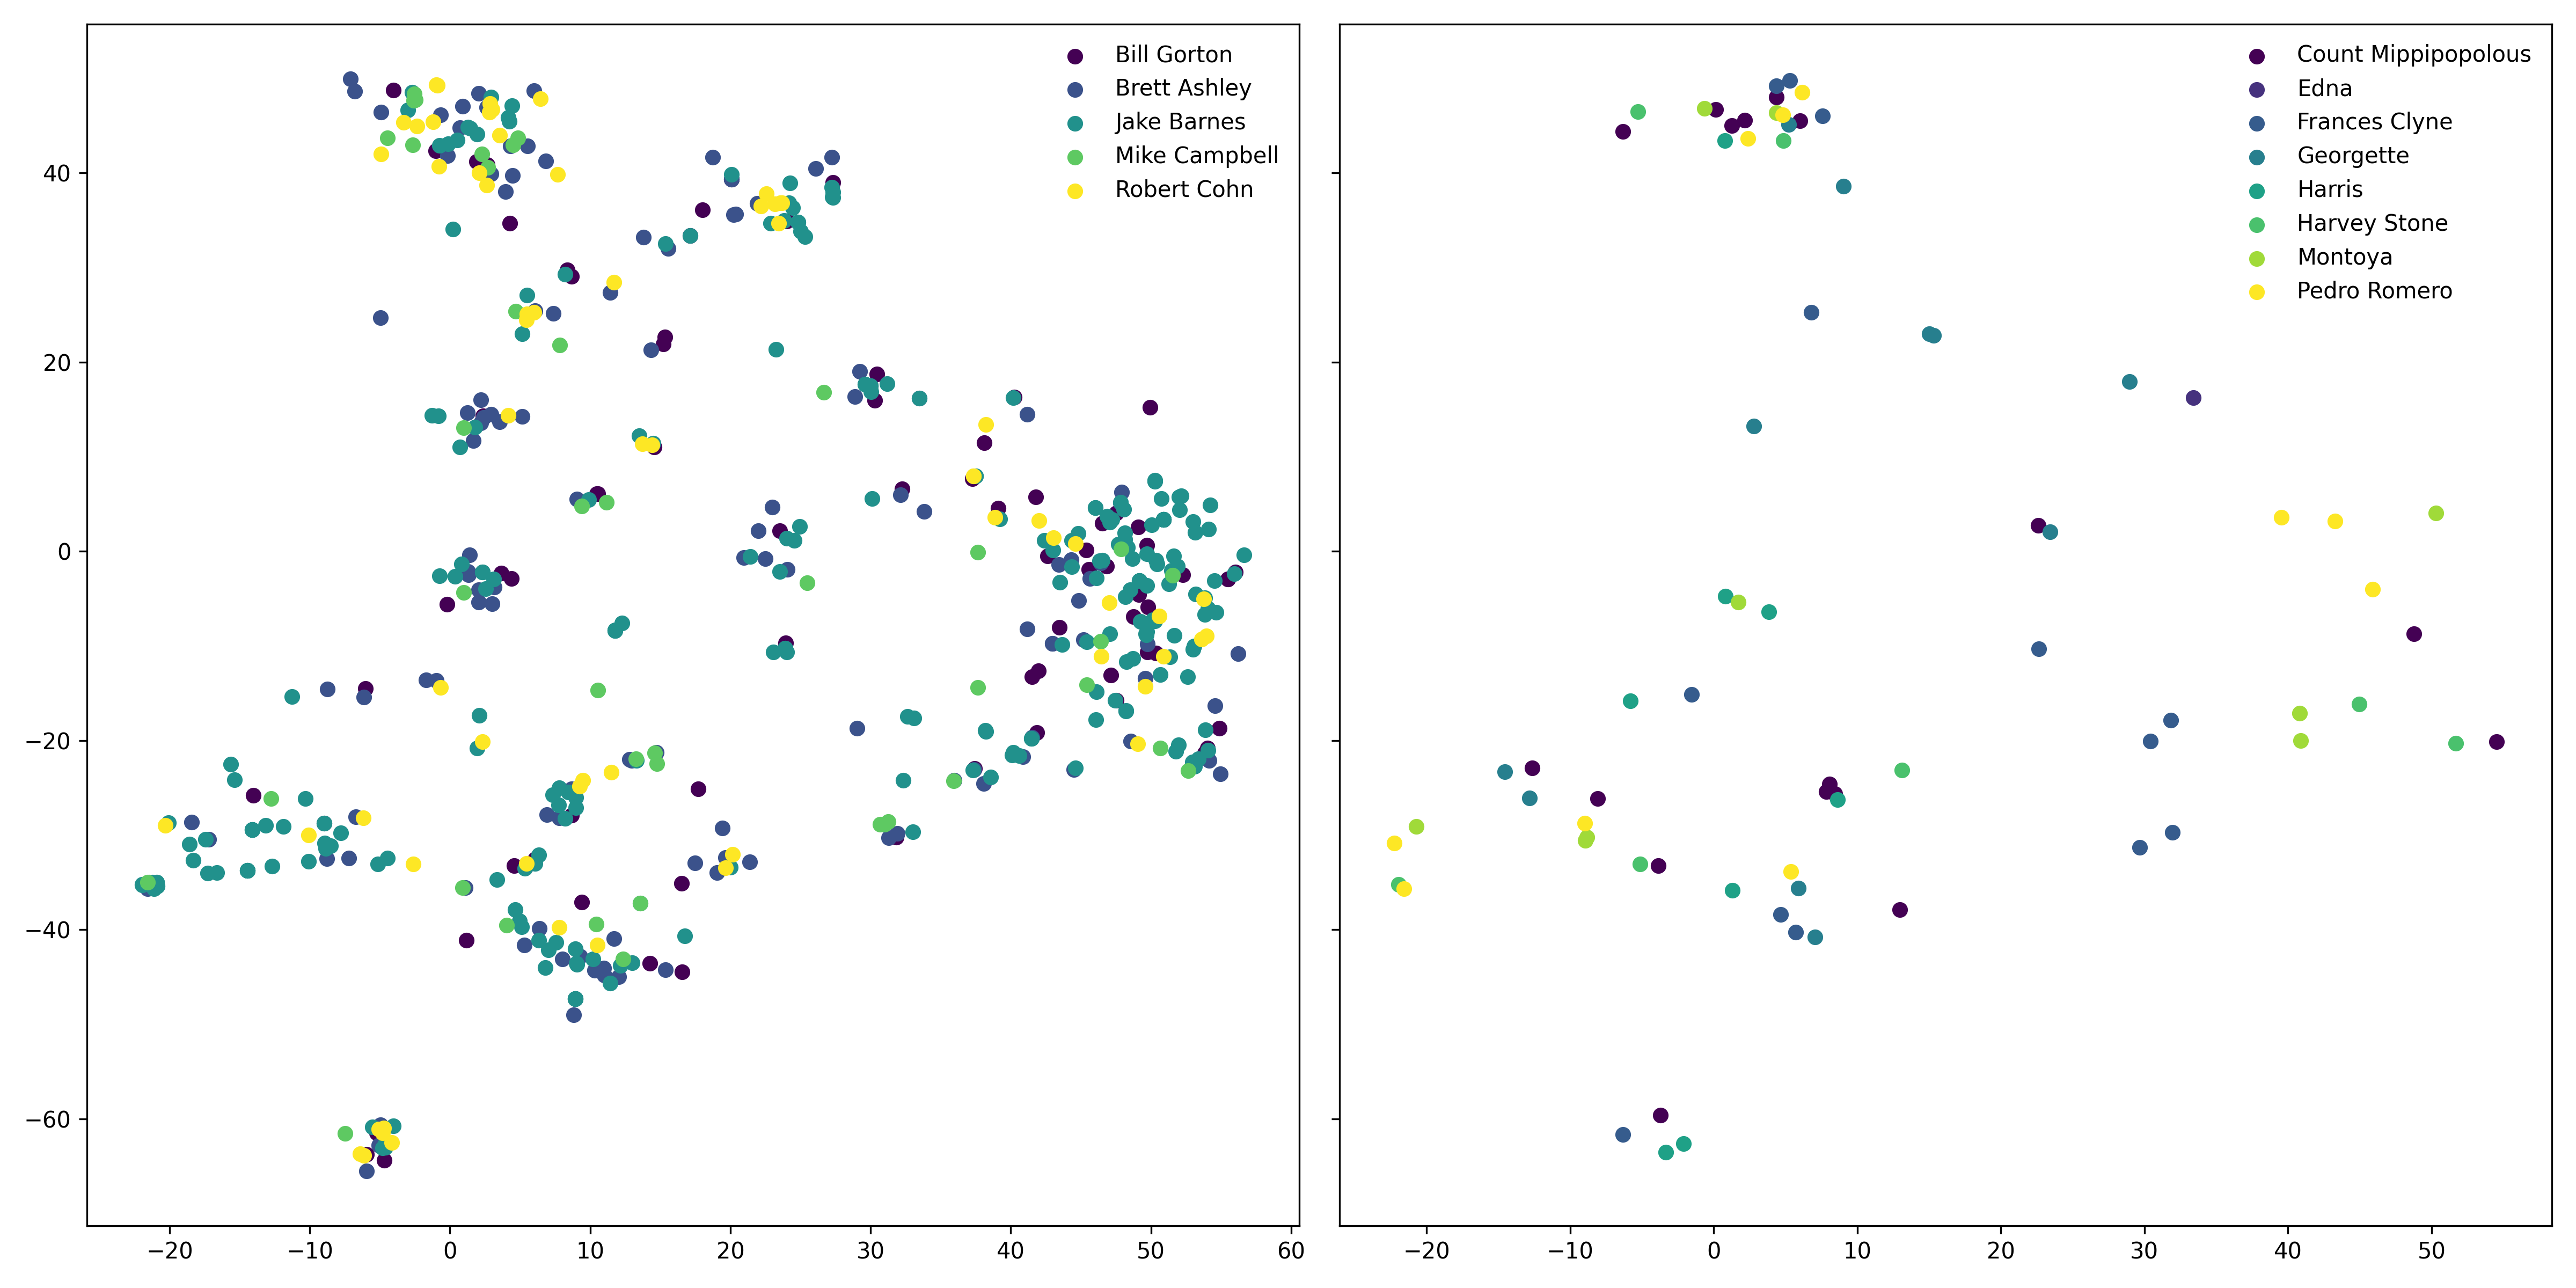 Bill Gorton
Brett Ashley
Jake Barnes
Mike Campbell
Robert Cohn
40
20
0
−20
−40
−60
−20 −10 0 10 20 30 40 50 60
Count Mippipopolous
Edna
Frances Clyne
Georgette
Harris
Harvey Stone
Montoya
Pedro Romero
−20 −10 0 10 20 30 40 50